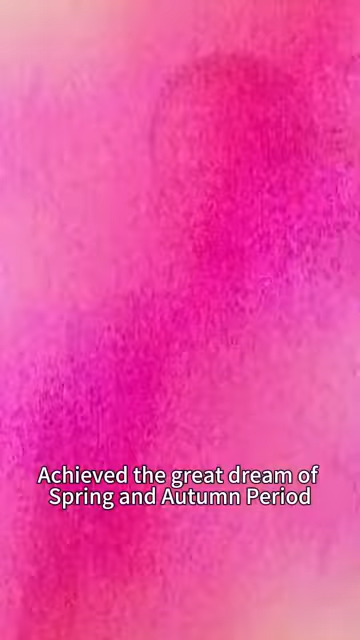 Achieved the great dream of
Spring and Autumn Period